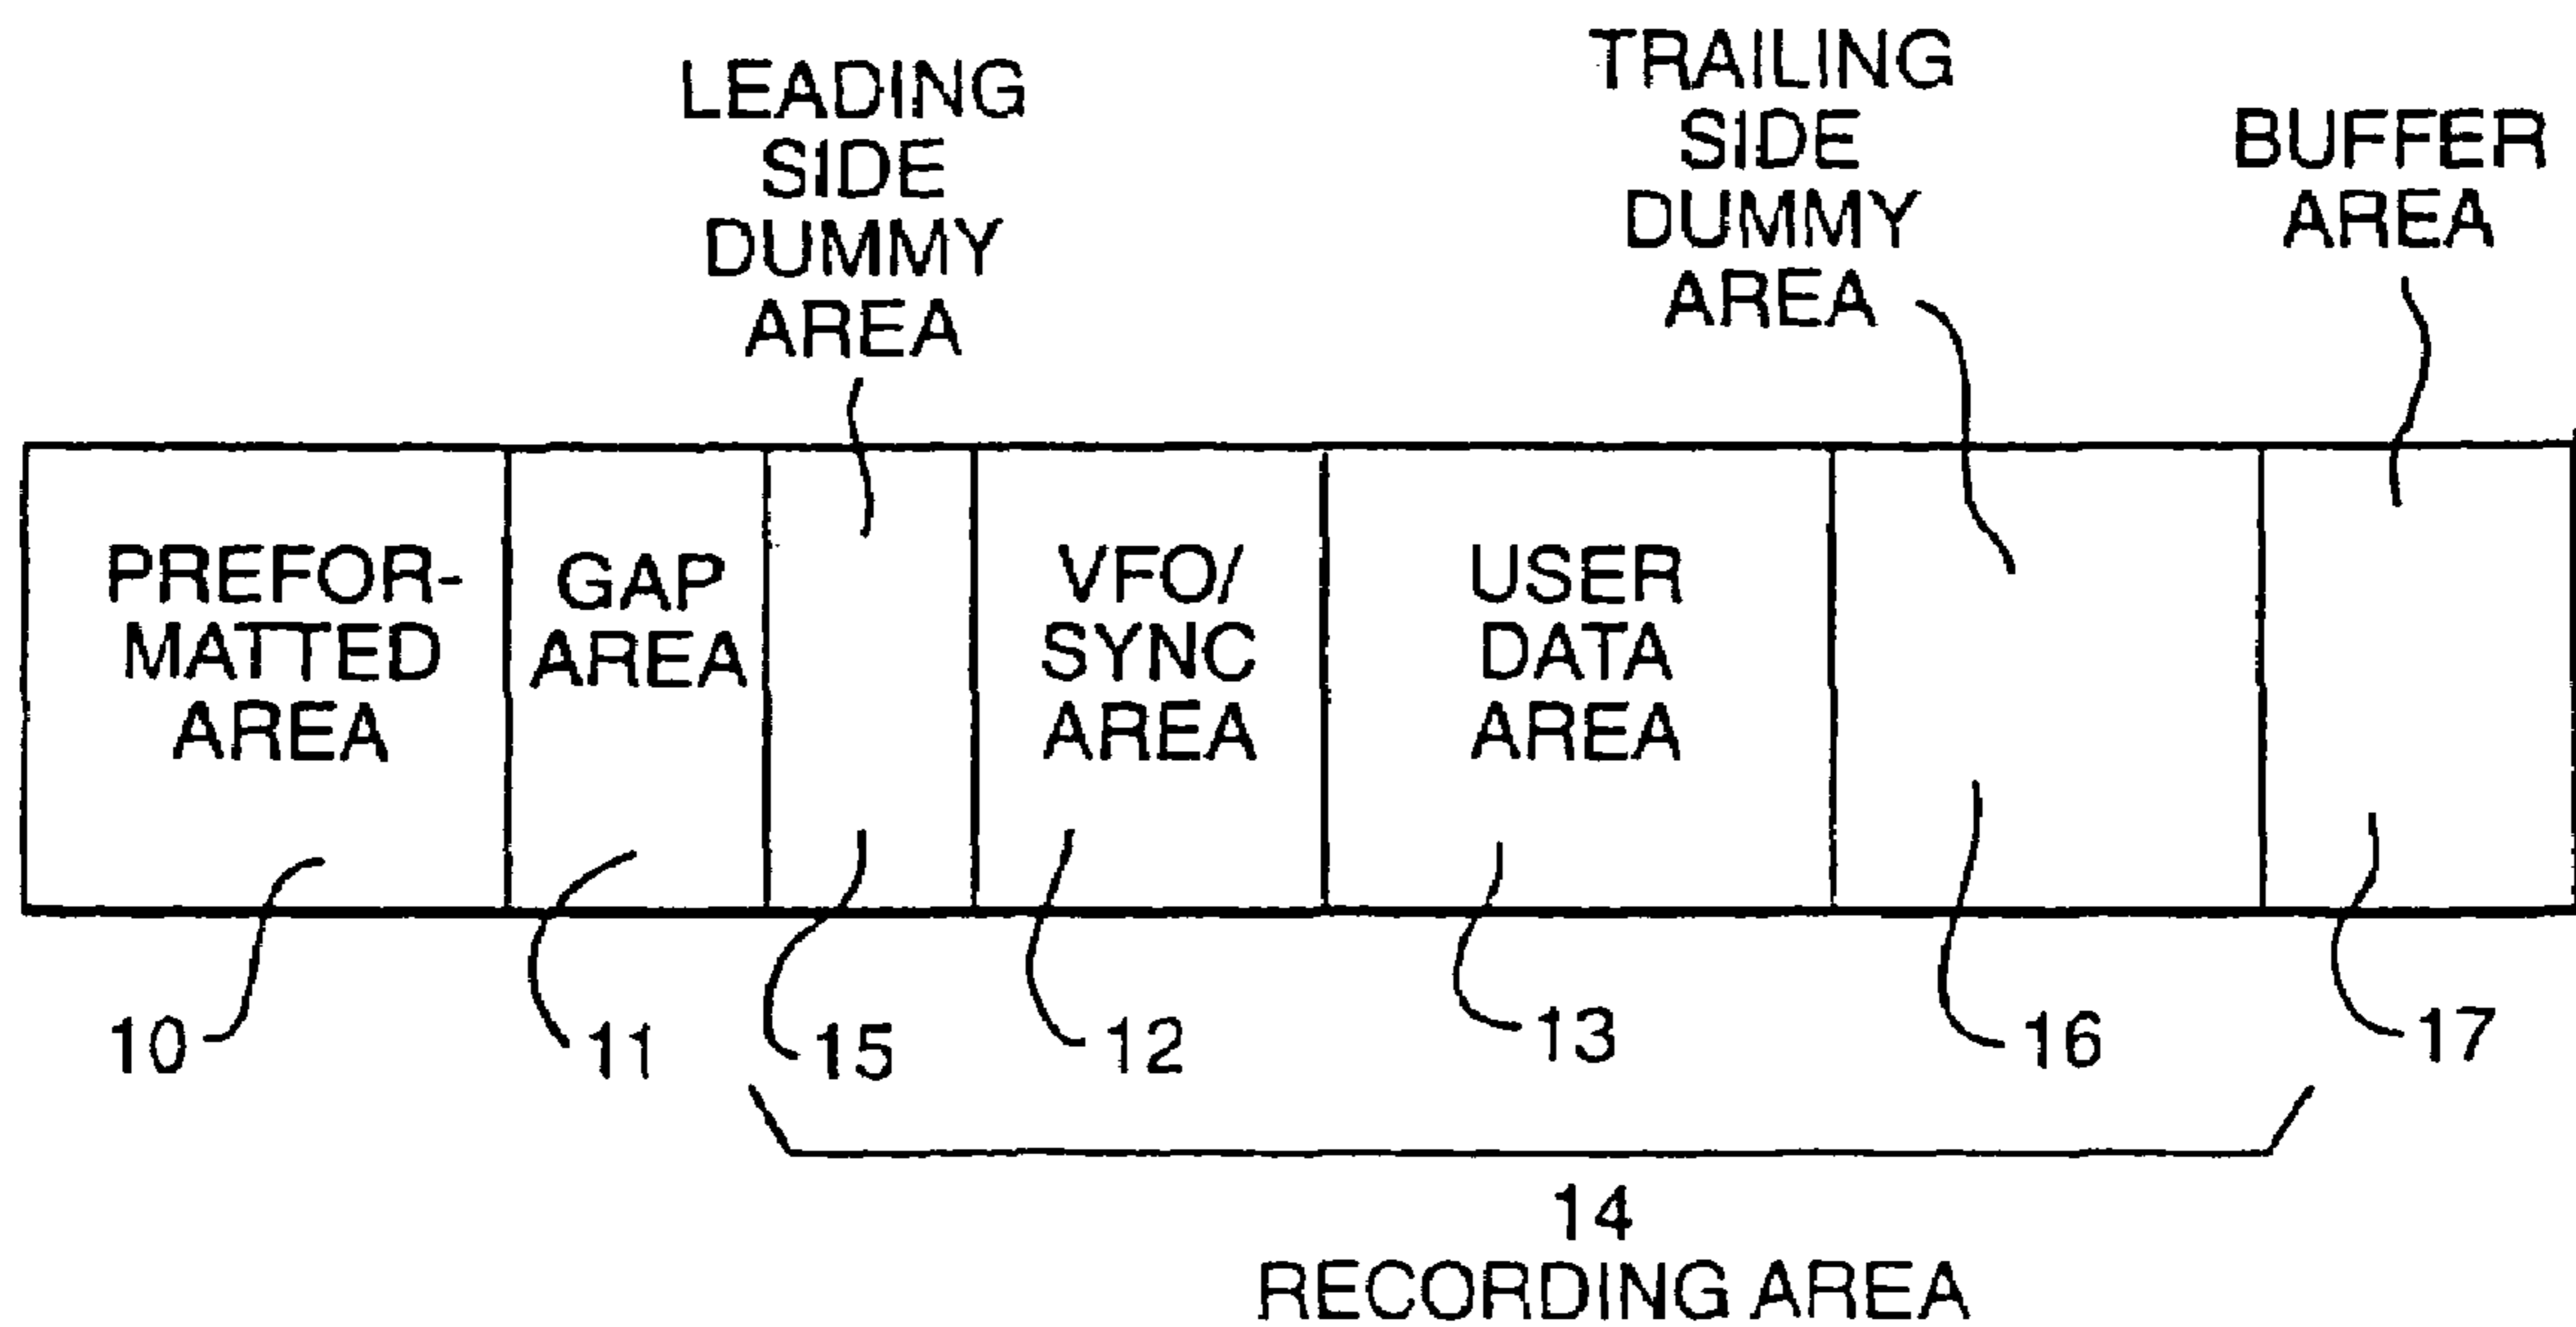 LEADING
SIDE
DUMMY
AREA
TRAILING
SIDE
DUMMY
AREA
BUFFER
AREA
PREFOR-
MATTED
AREA
GAP
AREA
VFO/
SYNC
AREA
USER
DATA
AREA
10
11
15
12
13
16
17
14
RECORDING AREA